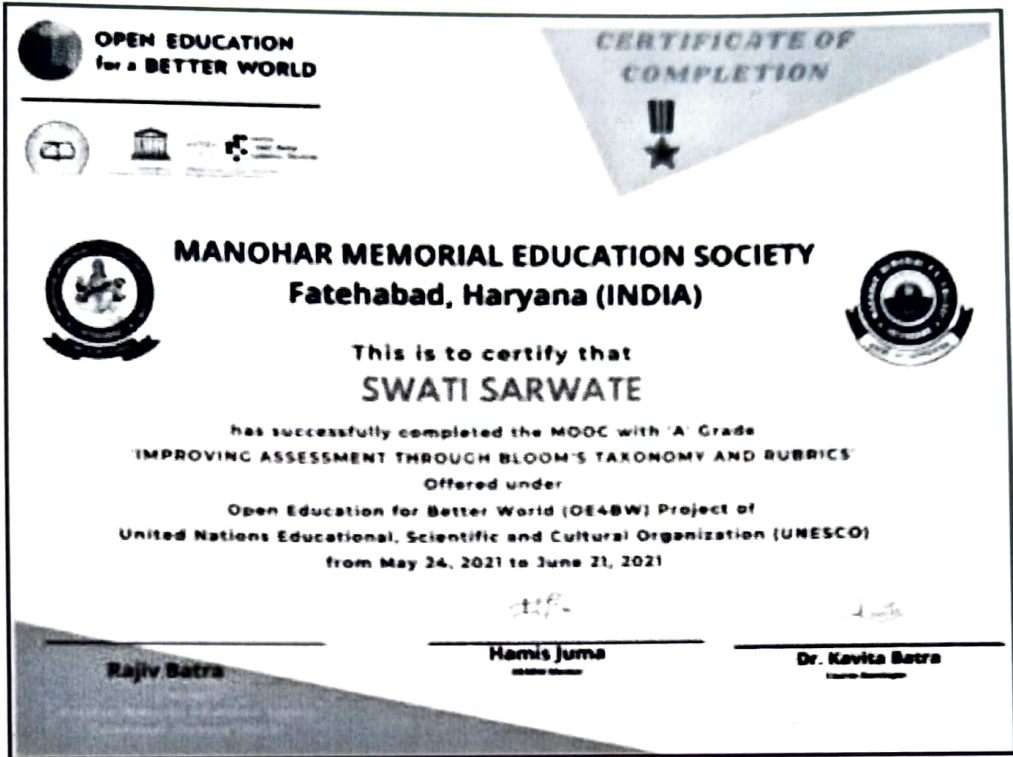 OPEN EDUCATION
for a BETTER WORLD
CERTIFICATE OF
COMPLETION
MANOHAR MEMORIAL EDUCATION SOCIETY
Fatehabad, Haryana (INDIA)
This is to certify that
SWATI SARWATE
has successfully completed the MOOC with 'A' Grade
'IMPROVING ASSESSMENT THROUGH BLOOM'S TAXONOMY AND RUBRICS'
Offered under
Open Education for Better World (OE4BW) Project of
United Nations Educational, Scientific and Cultural Organization (UNESCO)
from May 24, 2021 to June 21, 2021
Rajiv Batra
Hamis Juma
Dr. Kavita Batra